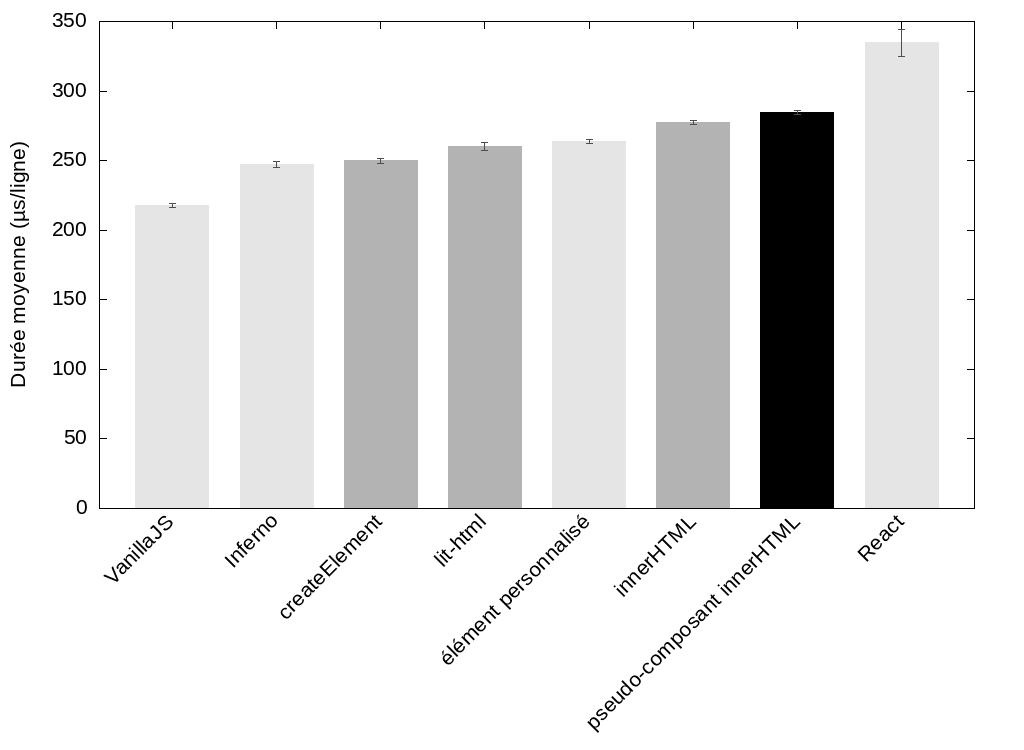 350
300
250
200
150
100
50
0
Durée moyenne (µs/ligne)
VanillaJS
Inferno
createElement
lit-html
élément personnalisé
innerHTML
pseudo-composant innerHTML
React